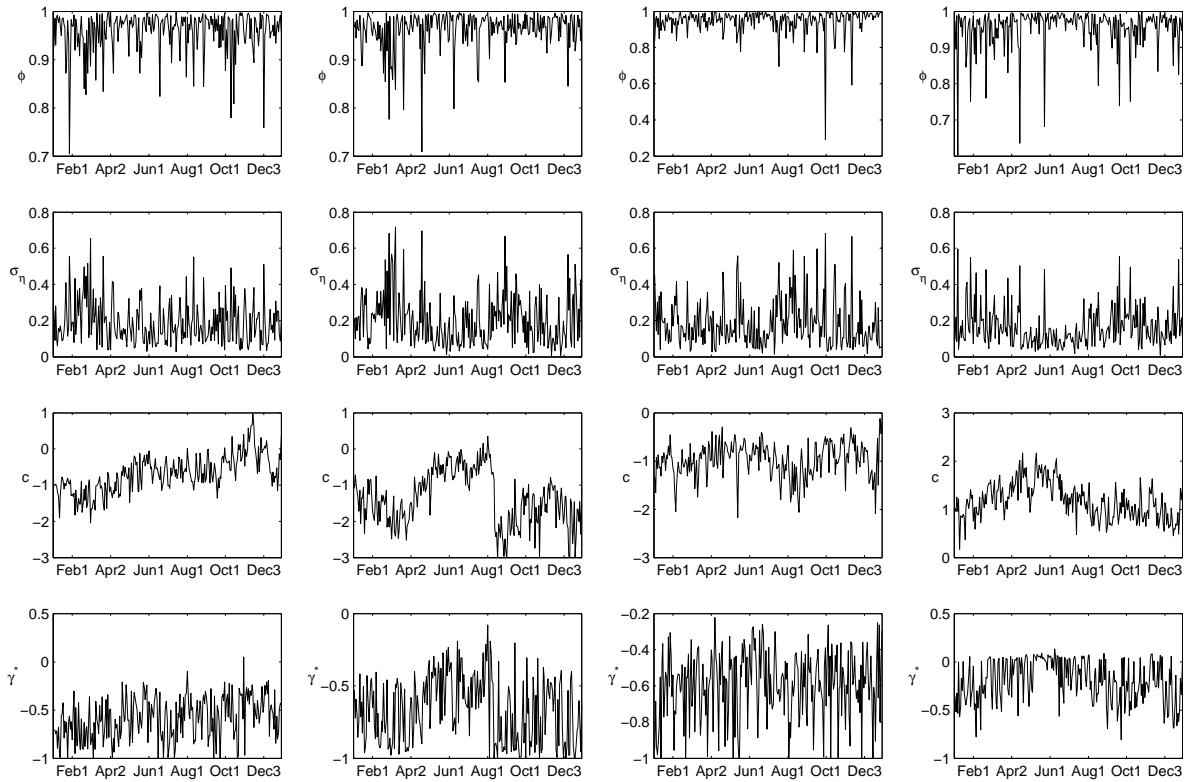 1 1 1 1
0.9 0.9 0.8 0.9
φ φ φ φ
0.8 0.8 0.6 0.8
0.4 0.7
0.7 0.7 0.2
Feb1 Apr2 Jun1 Aug1 Oct1 Dec3 Feb1 Apr2 Jun1 Aug1 Oct1 Dec3 Feb1 Apr2 Jun1 Aug1 Oct1 Dec3 Feb1 Apr2 Jun1 Aug1 Oct1 Dec3
0.8 0.8 0.8 0.8
0.6 0.6 0.6 0.6
ση ση ση ση
0.4 0.4 0.4 0.4
0.2 0.2 0.2 0.2
0 0 0 0
Feb1 Apr2 Jun1 Aug1 Oct1 Dec3 Feb1 Apr2 Jun1 Aug1 Oct1 Dec3 Feb1 Apr2 Jun1 Aug1 Oct1 Dec3 Feb1 Apr2 Jun1 Aug1 Oct1 Dec3
1 1 0 3
0 0 −1 2
c c c c
−1 −1 −2 1
−2 −2
−3 −3 −3 0
Feb1 Apr2 Jun1 Aug1 Oct1 Dec3 Feb1 Apr2 Jun1 Aug1 Oct1 Dec3 Feb1 Apr2 Jun1 Aug1 Oct1 Dec3 Feb1 Apr2 Jun1 Aug1 Oct1 Dec3
0.5 0 −0.2 0.5
0 −0.4 0
γ* γ* γ* γ*
−0.5 −0.5 −0.6 −0.5
−0.8
−1 −1 −1 −1
Feb1 Apr2 Jun1 Aug1 Oct1 Dec3 Feb1 Apr2 Jun1 Aug1 Oct1 Dec3 Feb1 Apr2 Jun1 Aug1 Oct1 Dec3 Feb1 Apr2 Jun1 Aug1 Oct1 Dec3